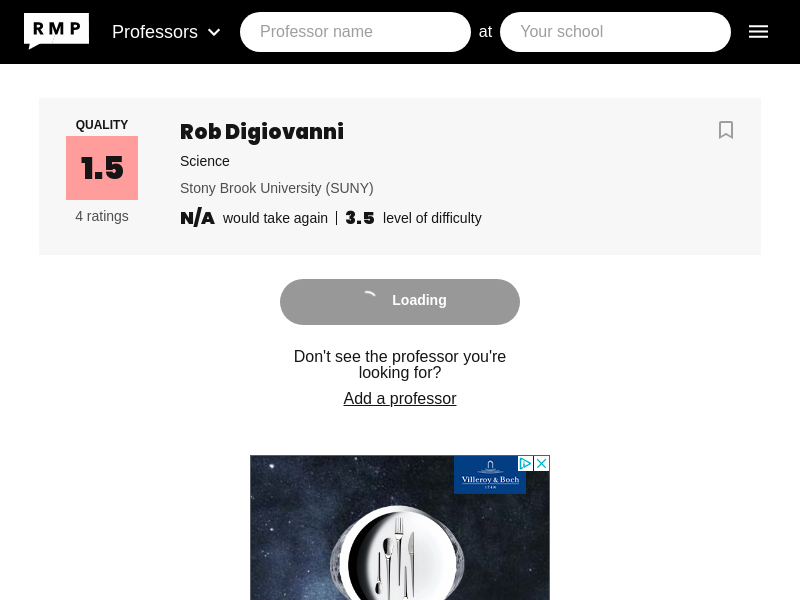 RMP
Professors
Professor name
at
Your school
QUALITY
1.5
4 ratings
Rob Digiovanni
Science
Stony Brook University (SUNY)
N/A would take again
3.5 level of difficulty
Loading
Don't see the professor you're
looking for?
Add a professor
Villeroy & Boch
1748